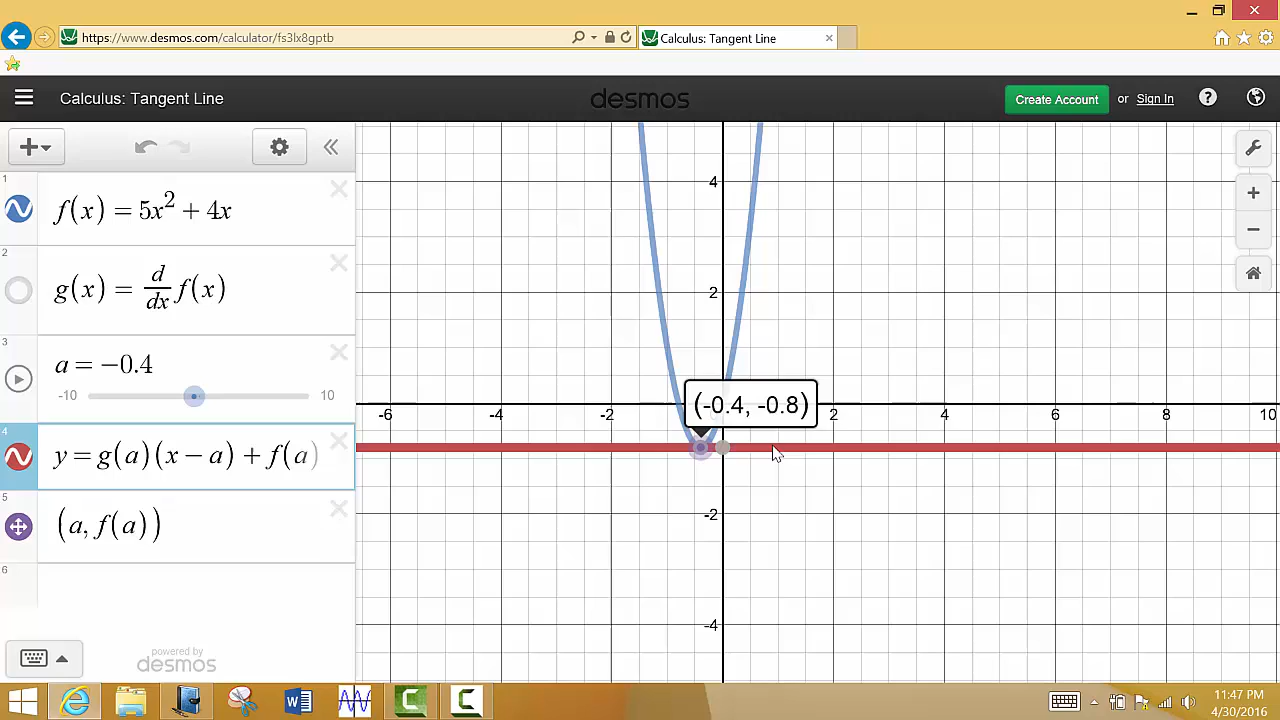 https://www.desmos.com/calculator/fs3lx8gptb
Calculus: Tangent Line
Calculus: Tangent Line
desmos
Create Account or Sign In
1
f(x) = 5x² + 4x
2
g(x) = d/dx f(x)
3
a = −0.4
-10 10
4
y = g(a)(x − a) + f(a)
5
(a, f(a))
6
powered by
desmos
4
2
-6 -4 -2 0 2 4 6 8 10
(-0.4, -0.8)
-2
-4
11:47 PM
4/30/2016